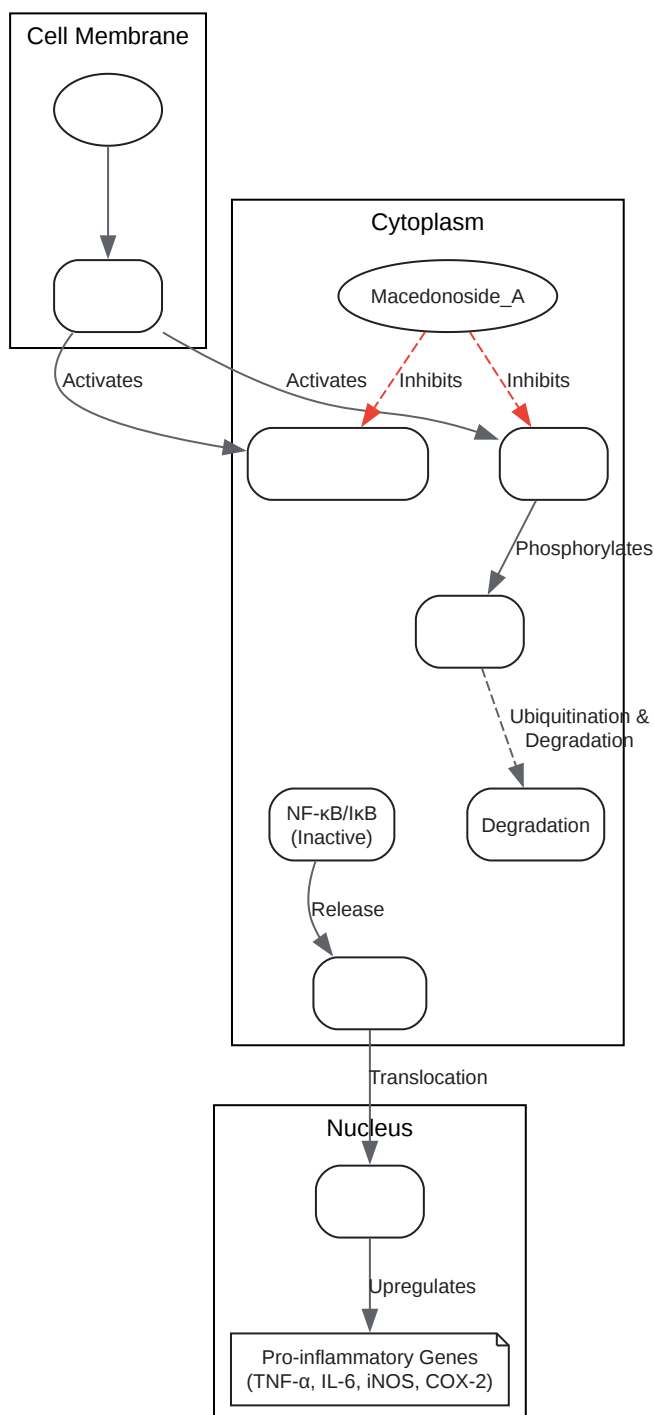 Cell Membrane
Cytoplasm
Macedonoside_A
Activates
Activates
Inhibits
Inhibits
Phosphorylates
Ubiquitination &
Degradation
NF-κB/IκB
(Inactive)
Degradation
Release
Translocation
Nucleus
Upregulates
Pro-inflammatory Genes
(TNF-α, IL-6, iNOS, COX-2)